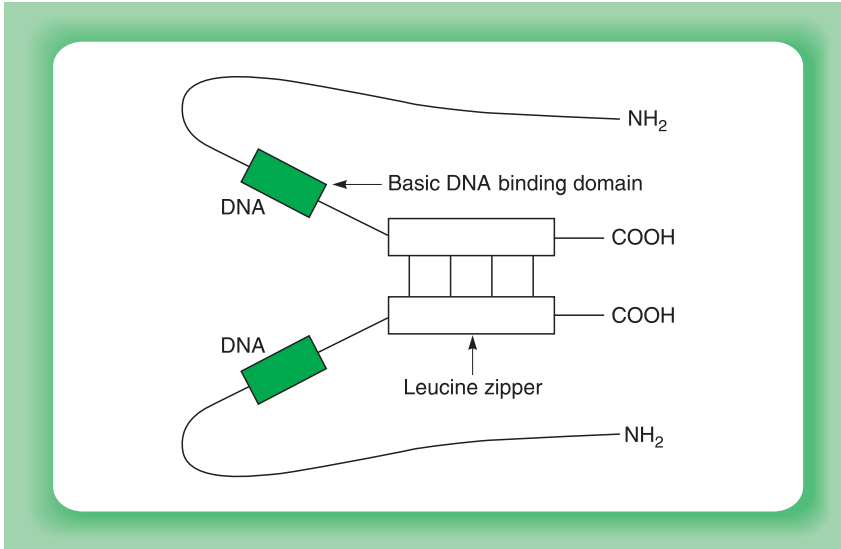 NH₂
Basic DNA binding domain
DNA
COOH
COOH
DNA
Leucine zipper
NH₂